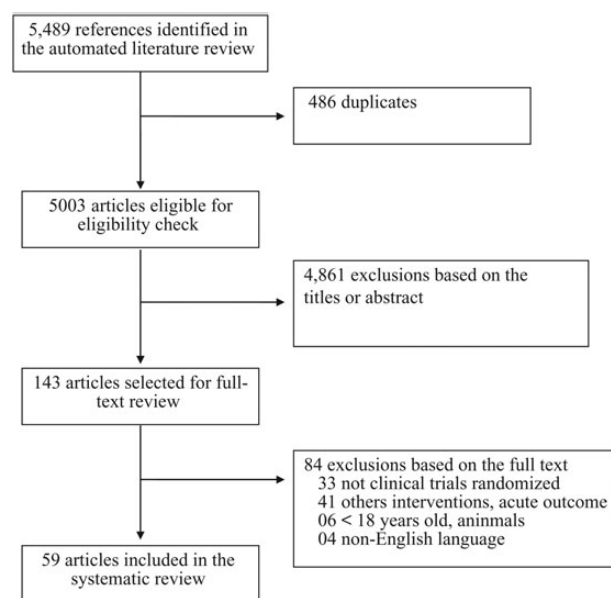 5,489 references identified in
the automated literature review
486 duplicates
5003 articles eligible for
eligibility check
4,861 exclusions based on the
titles or abstract
143 articles selected for full-
text review
84 exclusions based on the full text
33 not clinical trials randomized
41 others interventions, acute outcome
06 < 18 years old, aninmals
04 non-English language
59 articles included in the
systematic review